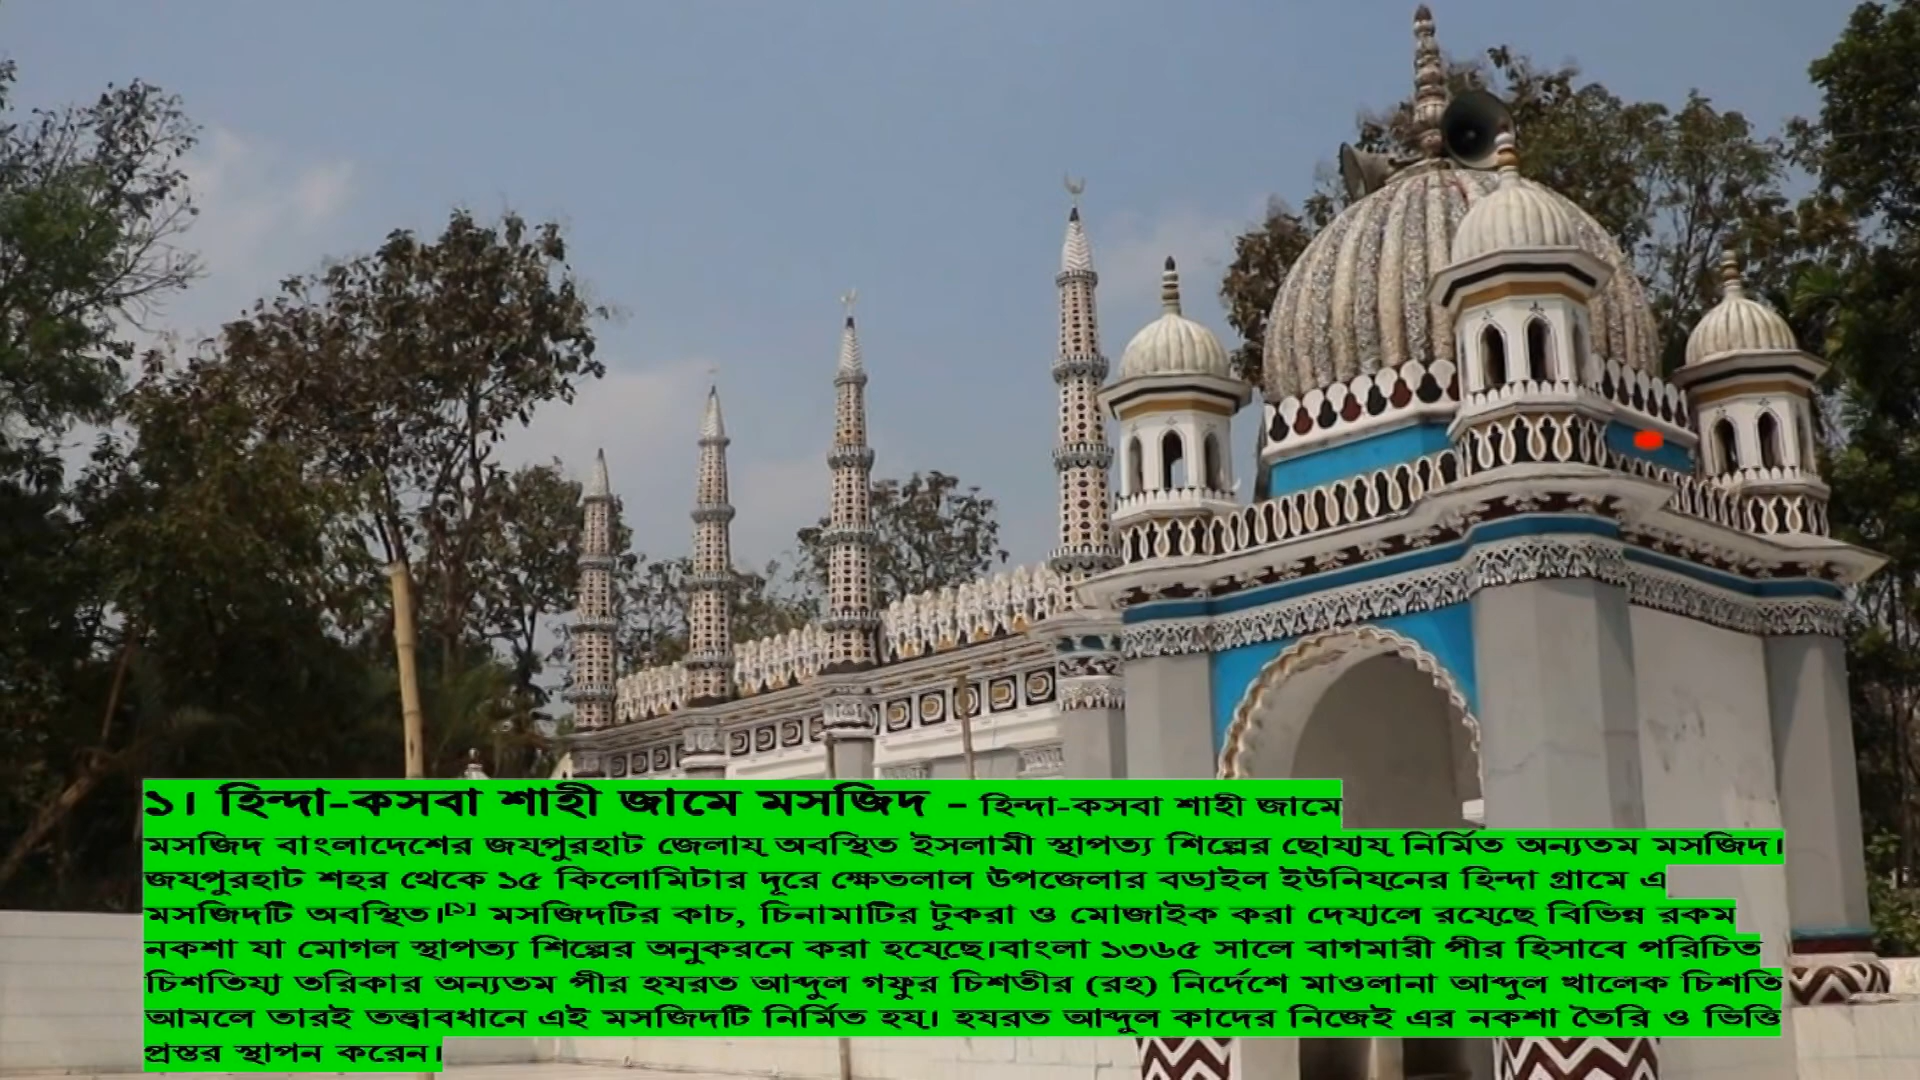 ১। হিন্দা-কসবা শাহী জামে মসজিদ - হিন্দা-কসবা শাহী জামে
মসজিদ বাংলাদেশের জয়পুরহাট জেলায় অবস্থিত ইসলামী স্থাপত্য শিল্পের ছোয়ায় নির্মিত অন্যতম মসজিদ।
জয়পুরহাট শহর থেকে ১৫ কিলোমিটার দূরে ক্ষেতলাল উপজেলার বড়াইল ইউনিয়নের হিন্দা গ্রামে এ
মসজিদটি অবস্থিত।[১] মসজিদটির কাচ, চিনামাটির টুকরা ও মোজাইক করা দেয়ালে রয়েছে বিভিন্ন রকম
নকশা যা মোগল স্থাপত্য শিল্পের অনুকরনে করা হয়েছে।বাংলা ১৩৬৫ সালে বাগমারী পীর হিসাবে পরিচিত
চিশতিয়া তরিকার অন্যতম পীর হযরত আব্দুল গফুর চিশতীর (রহ) নির্দেশে মাওলানা আব্দুল খালেক চিশতি
আমলে তারই তত্ত্বাবধানে এই মসজিদটি নির্মিত হয়। হযরত আব্দুল কাদের নিজেই এর নকশা তৈরি ও ভিত্তি
প্রস্তর স্থাপন করেন।